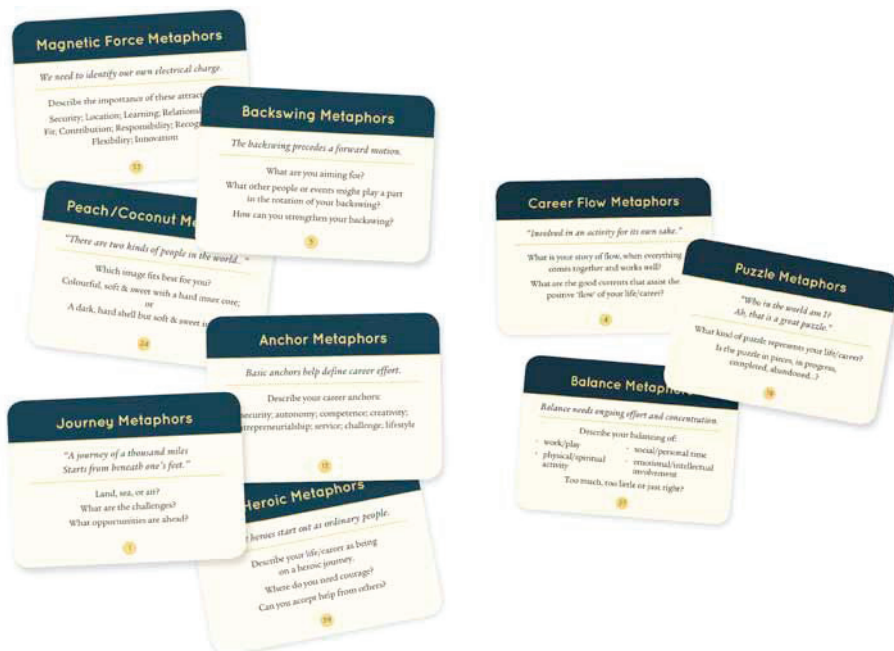 Magnetic Force Metaphors
We need to identify our own electrical charge.
Describe the importance of these
Security; Location; Learning;
Fit; Contribution; Responsibility;
Flexibility; Innovation
33
Backswing Metaphors
The backswing precedes a forward motion.
What are you aiming for?
What other people or events might play a part
in the rotation of your backswing?
How can you strengthen your backswing?
5
Peach/Coconut
"There are two kinds of people in the world..."
Which image fits best for you?
Colourful, soft & sweet with a hard inner core;
or
A dark, hard shell but soft & sweet
24
Anchor Metaphors
Basic anchors help define career effort.
Describe your career anchors:
security; autonomy; competence; creativity;
entrepreneurialship; service; challenge; lifestyle
Journey Metaphors
"A journey of a thousand miles
Starts from beneath one's feet."
Land, sea, or air?
What are the challenges?
What opportunities are ahead?
1
Heroic Metaphors
heroes start out as ordinary people.
Describe your life/career as being
on a heroic journey.
Where do you need courage?
Can you accept help from others?
39
Career Flow Metaphors
"Involved in an activity for its own sake."
What is your story of flow, when everything
comes together and works well?
What are the good currents that assist the
positive 'flow' of your life/career?
4
Puzzle Metaphors
"Who in the world am I?
Ah, that is a great puzzle."
What kind of puzzle represents your life/career?
Is the puzzle in pieces, in progress,
completed, abandoned...?
Balance Metaphors
Balance needs ongoing effort and concentration
Describe your balancing of:
· work/play
· physical/spiritual
activity
· social/personal time
· emotional/intellectual
involvement
Too much, too little or just right?